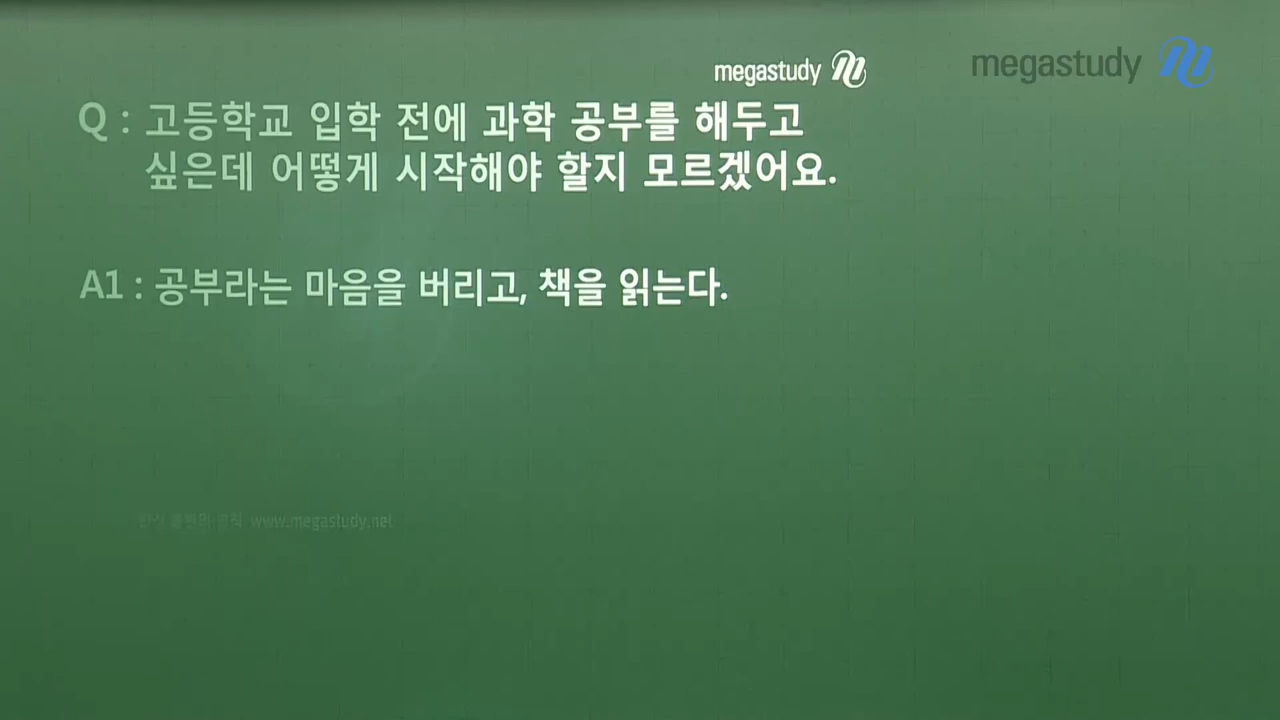 megastudy
megastudy
Q : 고등학교 입학 전에 과학 공부를 해두고
싶은데 어떻게 시작해야 할지 모르겠어요.
A1 : 공부라는 마음을 버리고, 책을 읽는다.
www.megastudy.net